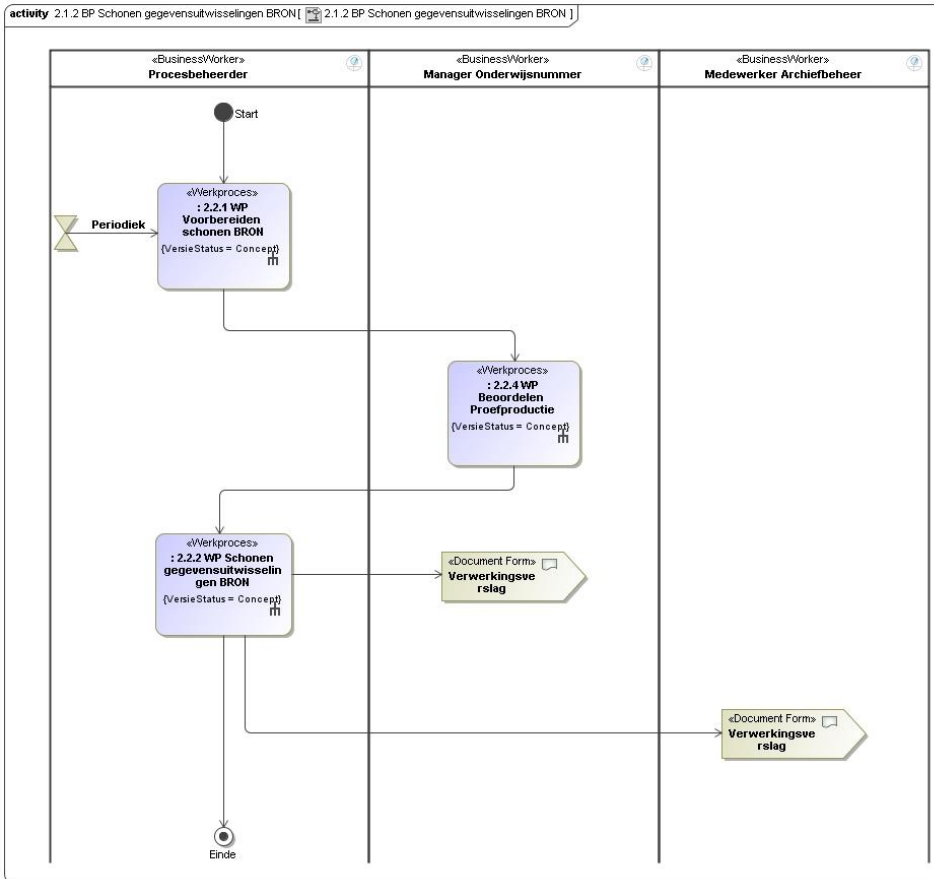 activity 2.1.2 BP Schonen gegevensuitwisselingen BRON [ 2.1.2 BP Schonen gegevensuitwisselingen BRON ]
«BusinessWorker»
Procesbeheerder
«BusinessWorker»
Manager Onderwijsnummer
«BusinessWorker»
Medewerker Archiefbeheer
Start
«Werkproces»
: 2.2.1 WP
Voorbereiden
schonen BRON
{VersieStatus = Concept}
Periodiek
«Werkproces»
: 2.2.4 WP
Beoordelen
Proefproductie
{VersieStatus = Concept}
«Werkproces»
: 2.2.2 WP Schonen
gegevensuitwisselin
gen BRON
{VersieStatus = Concept}
«Document Form»
Verwerkingsve
rslag
«Document Form»
Verwerkingsve
rslag
Einde